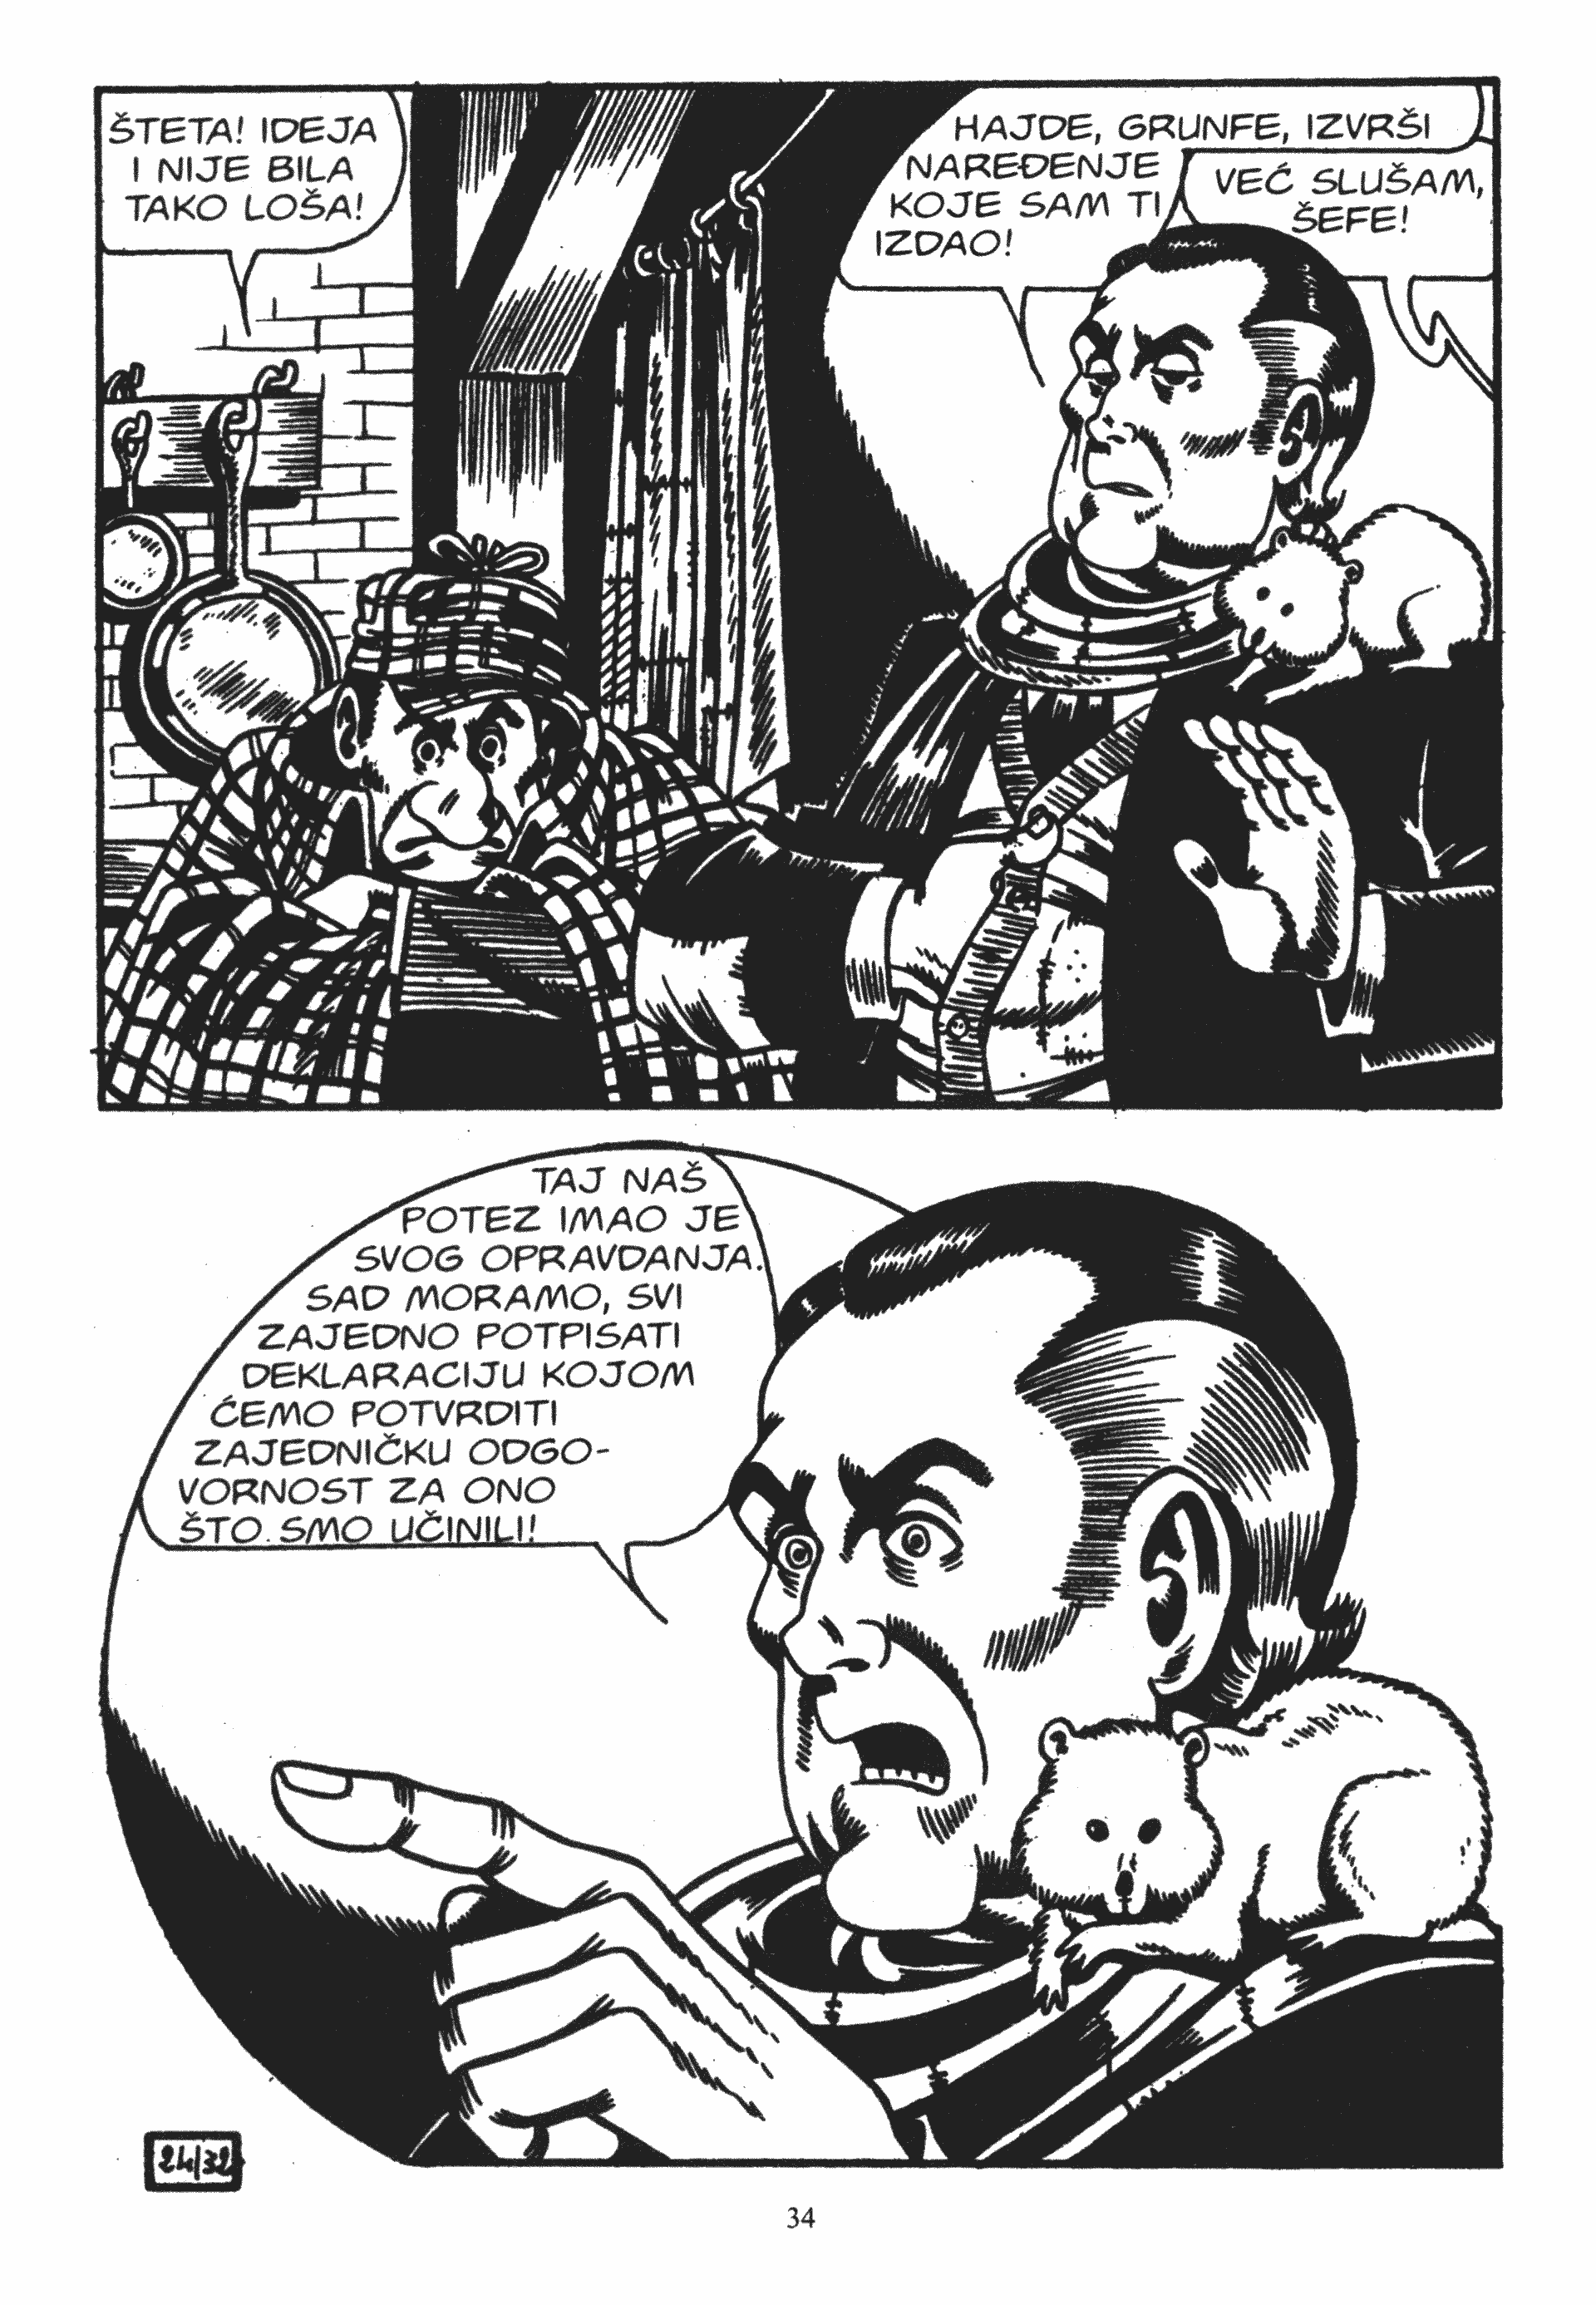 ŠTETA! IDEJA
I NIJE BILA
TAKO LOŠA!
HAJDE, GRUNFE, IZVRŠI
NAREĐENJE
KOJE SAM TI
IZDAO!
VEĆ SLUŠAM,
ŠEFE!
TAJ NAŠ
POTEZ IMAO JE
SVOG OPRAVDANJA.
SAD MORAMO, SVI
ZAJEDNO POTPISATI
DEKLARACIJU KOJOM
ĆEMO POTVRDITI
ZAJEDNIČKU ODGO-
VORNOST ZA ONO
ŠTO SMO UČINILI!
24/32
34